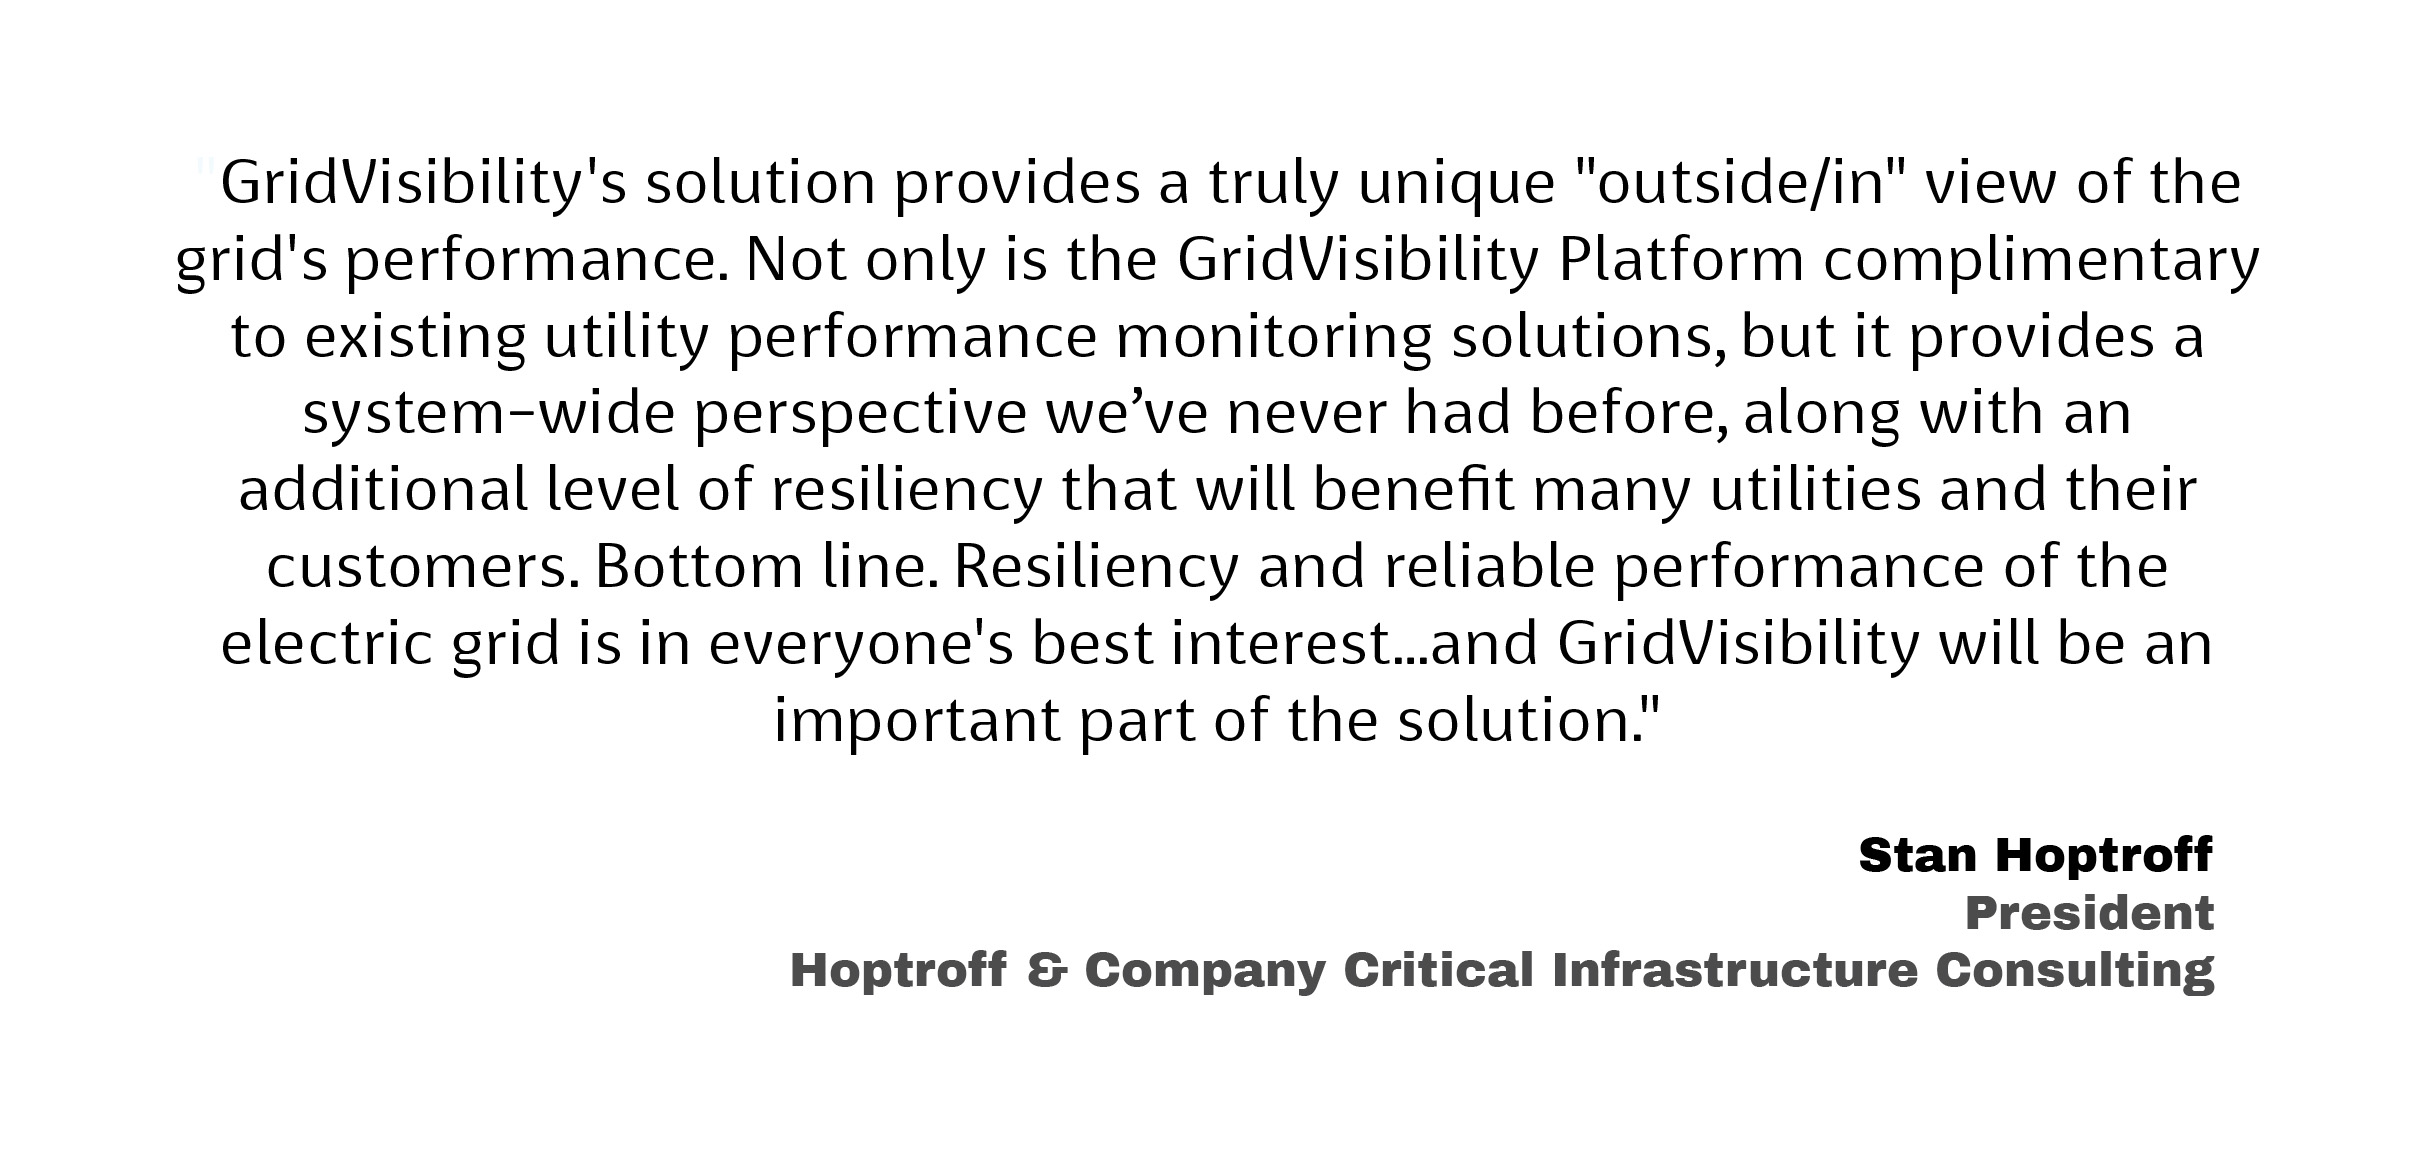 "GridVisibility's solution provides a truly unique "outside/in" view of the
grid's performance. Not only is the GridVisibility Platform complimentary
to existing utility performance monitoring solutions, but it provides a
system-wide perspective we’ve never had before, along with an
additional level of resiliency that will benefit many utilities and their
customers. Bottom line. Resiliency and reliable performance of the
electric grid is in everyone's best interest...and GridVisibility will be an
important part of the solution."
Stan Hoptroff
President
Hoptroff & Company Critical Infrastructure Consulting